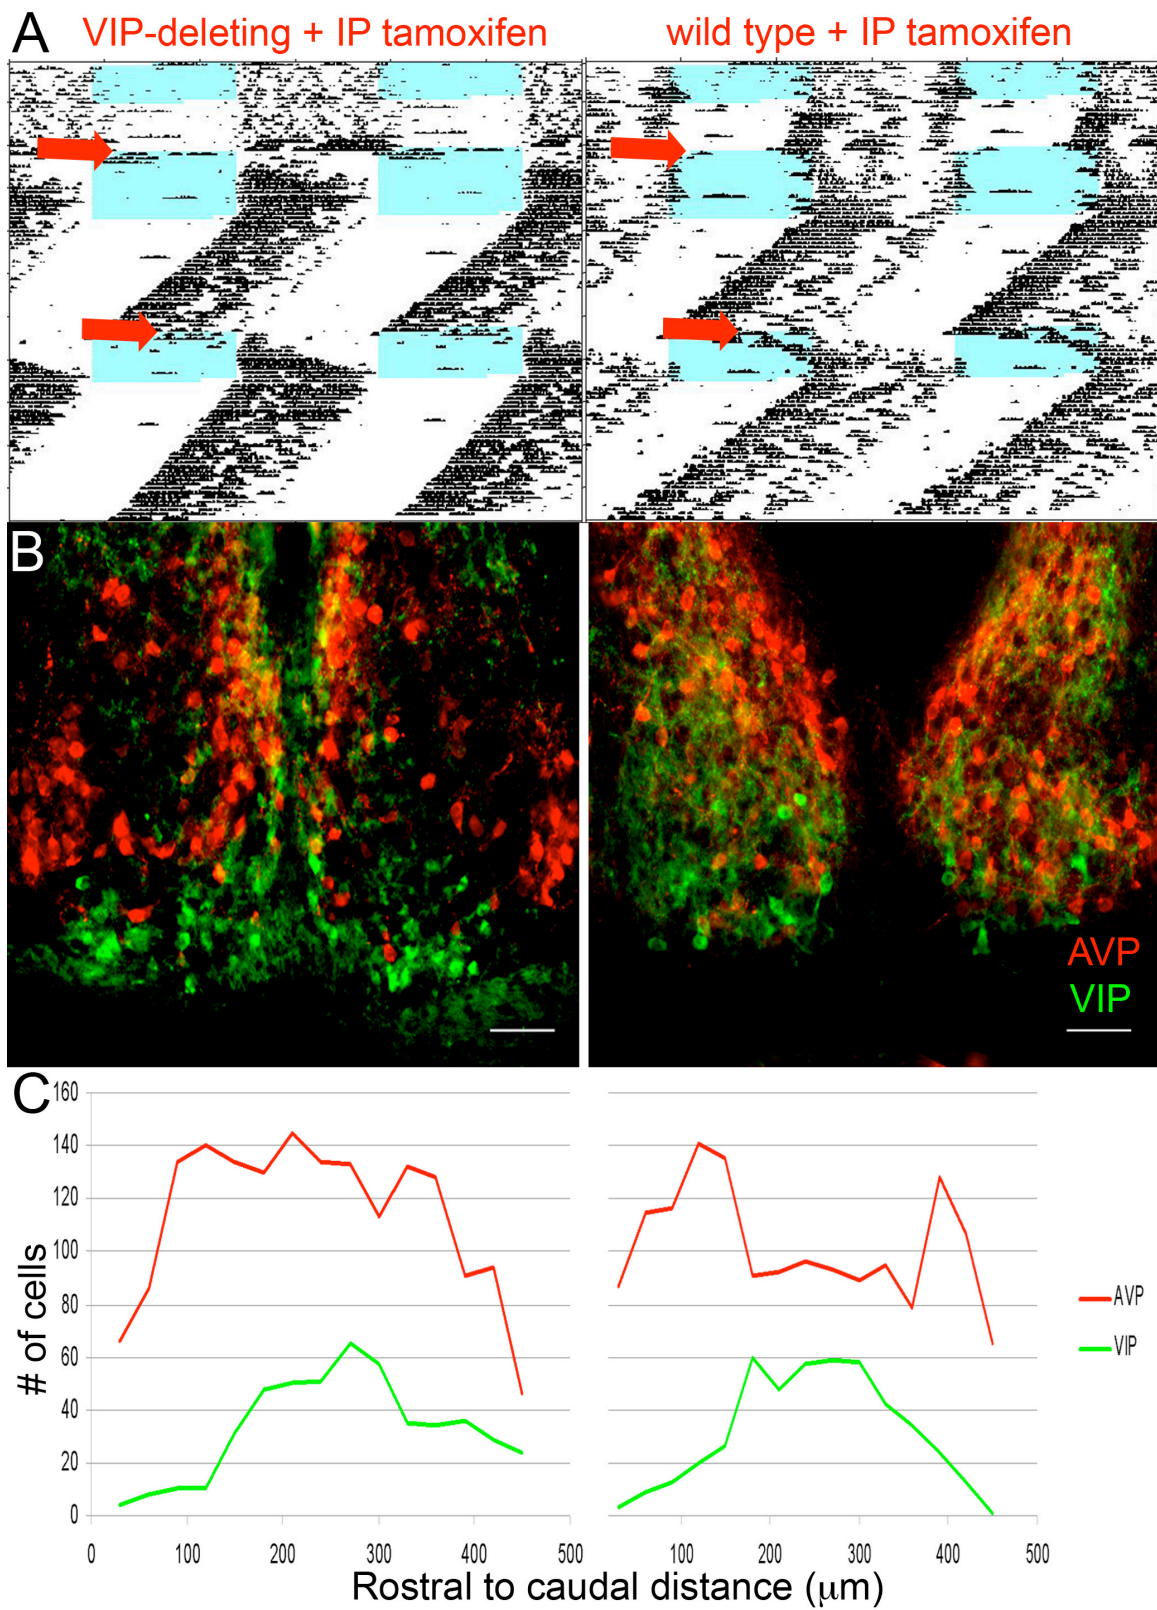 A
VIP-deleting + IP tamoxifen
wild type + IP tamoxifen
B
AVP
VIP
C
160
140
120
100
80
60
40
20
0
# of cells
0 100 200 300 400 500
100 200 300 400 500
Rostral to caudal distance (µm)
AVP
VIP